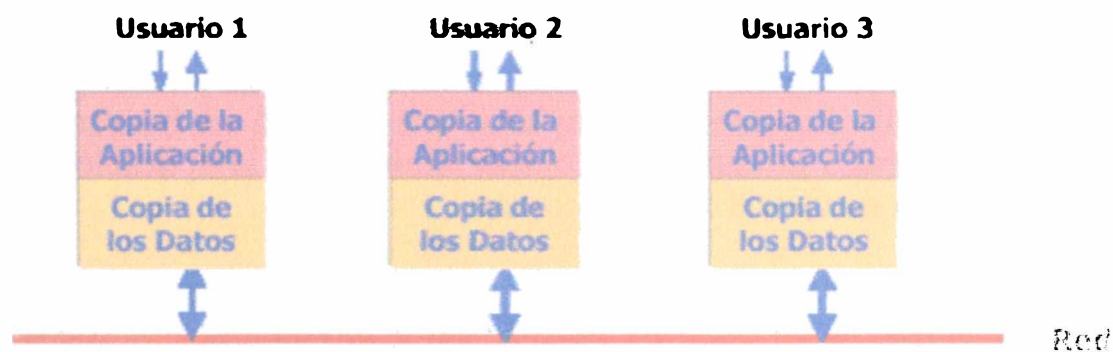 Usuario 1
Usuario 2
Usuario 3
Copia de la
Aplicación
Copia de
los Datos
Copia de la
Aplicación
Copia de
los Datos
Copia de la
Aplicación
Copia de
los Datos
Red